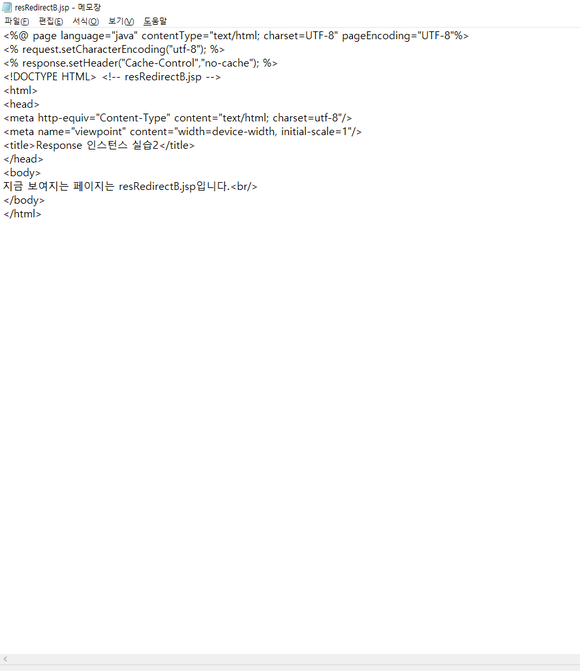 resRedirectB.jsp - 메모장
파일(F) 편집(E) 서식(O) 보기(V) 도움말
<%@ page language="java" contentType="text/html; charset=UTF-8" pageEncoding="UTF-8"%>
<% request.setCharacterEncoding("utf-8"); %>
<% response.setHeader("Cache-Control","no-cache"); %>
<!DOCTYPE HTML> <!-- resRedirectB.jsp -->
<html>
<head>
<meta http-equiv="Content-Type" content="text/html; charset=utf-8"/>
<meta name="viewpoint" content="width=device-width, initial-scale=1"/>
<title>Response 인스턴스 실습2</title>
</head>
<body>
지금 보여지는 페이지는 resRedirectB.jsp입니다.<br/>
</body>
</html>